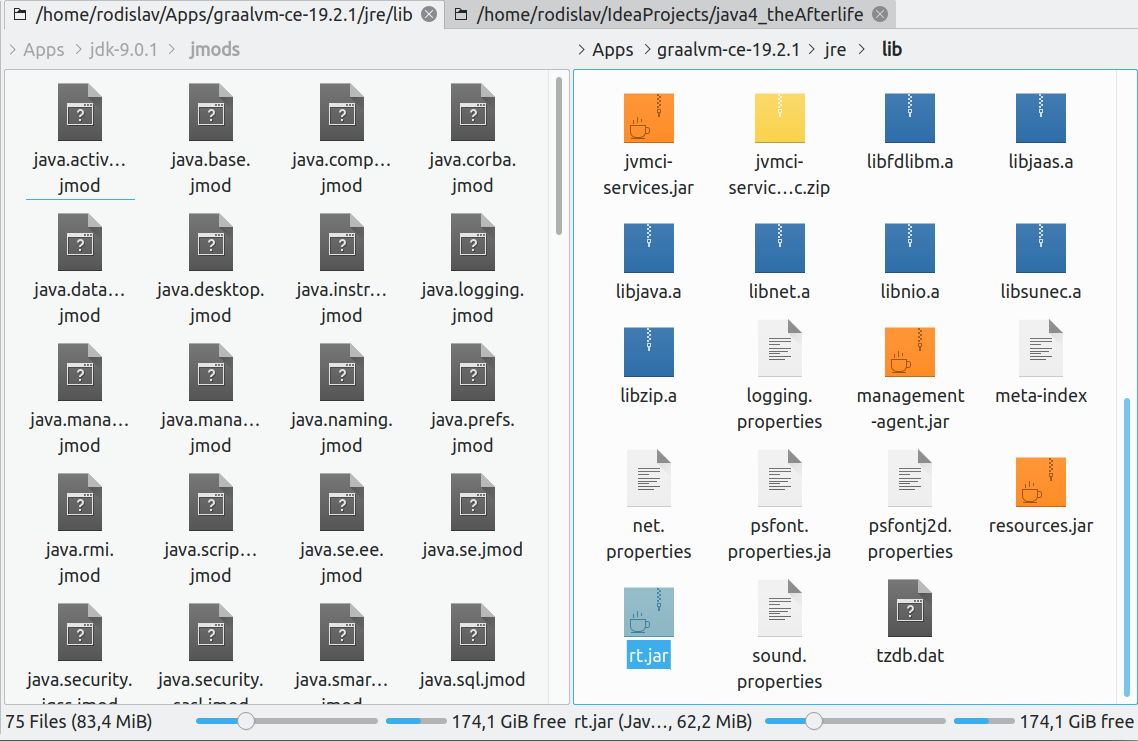 /home/rodislav/Apps/graalvm-ce-19.2.1/jre/lib
/home/rodislav/IdeaProjects/java4_theAfterlife
> Apps > jdk-9.0.1 > jmods
> Apps > graalvm-ce-19.2.1 > jre > lib
java.activ…
jmod
java.base.
jmod
java.comp…
jmod
java.corba.
jmod
java.data…
jmod
java.desktop.
jmod
java.instr…
jmod
java.logging.
jmod
java.mana…
jmod
java.mana…
jmod
java.naming.
jmod
java.prefs.
jmod
java.rmi.
jmod
java.scrip…
jmod
java.se.ee.
jmod
java.se.jmod
java.security.
jgss.jmod
java.security.
sasl.jmod
java.smar…
jmod
java.sql.jmod
75 Files (83,4 MiB)
174,1 GiB free
jvmci-
services.jar
jvmci-
servic…c.zip
libfdlibm.a
libjaas.a
libjava.a
libnet.a
libnio.a
libsunec.a
libzip.a
logging.
properties
management
-agent.jar
meta-index
net.
properties
psfont.
properties.ja
psfontj2d.
properties
resources.jar
rt.jar
sound.
properties
tzdb.dat
rt.jar (Jav…, 62,2 MiB)
174,1 GiB free